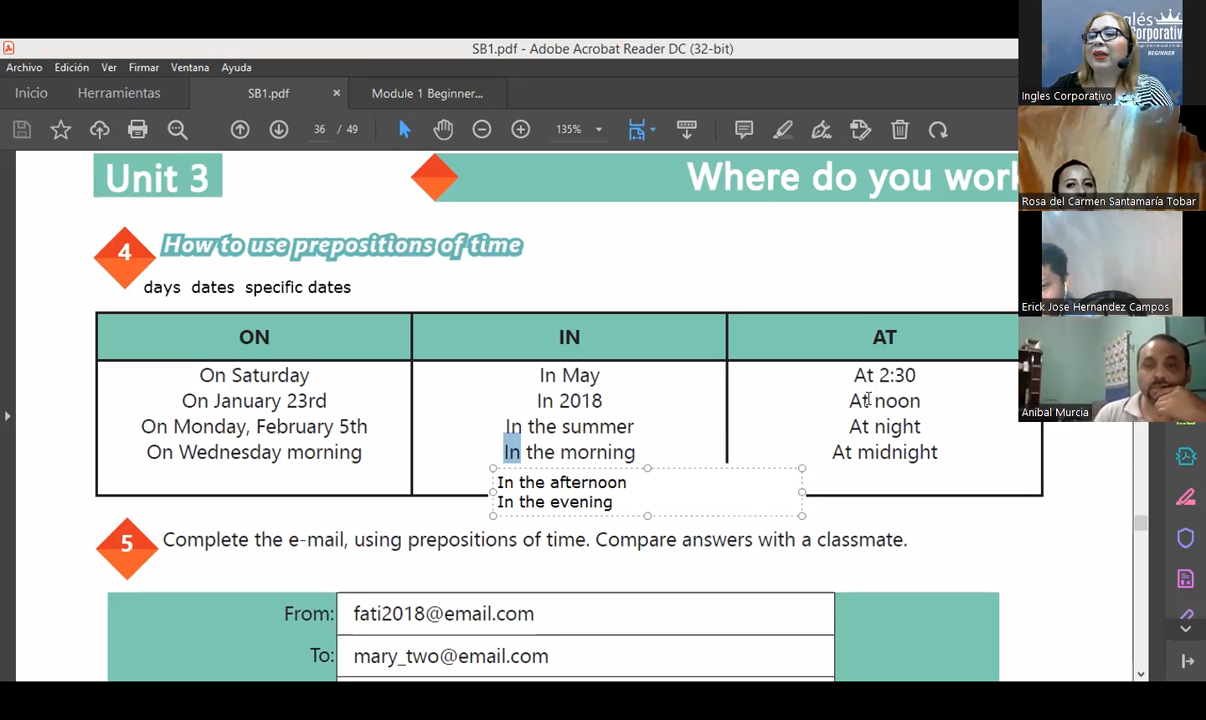 SB1.pdf - Adobe Acrobat Reader DC (32-bit)
Archivo Edición Ver Firmar Ventana Ayuda
Inicio Herramientas SB1.pdf × Module 1 Beginner...
36 / 49 135%
Unit 3 Where do you work
4 How to use prepositions of time
days dates specific dates
ON IN AT
On Saturday In May At 2:30
On January 23rd In 2018 At noon
On Monday, February 5th In the summer At night
On Wednesday morning In the morning At midnight
In the afternoon
In the evening
5 Complete the e-mail, using prepositions of time. Compare answers with a classmate.
From: fati2018@email.com
To: mary_two@email.com
BEGINNER
Ingles Corporativo
Rosa del Carmen Santamaría Tobar
Erick Jose Hernandez Campos
Anibal Murcia